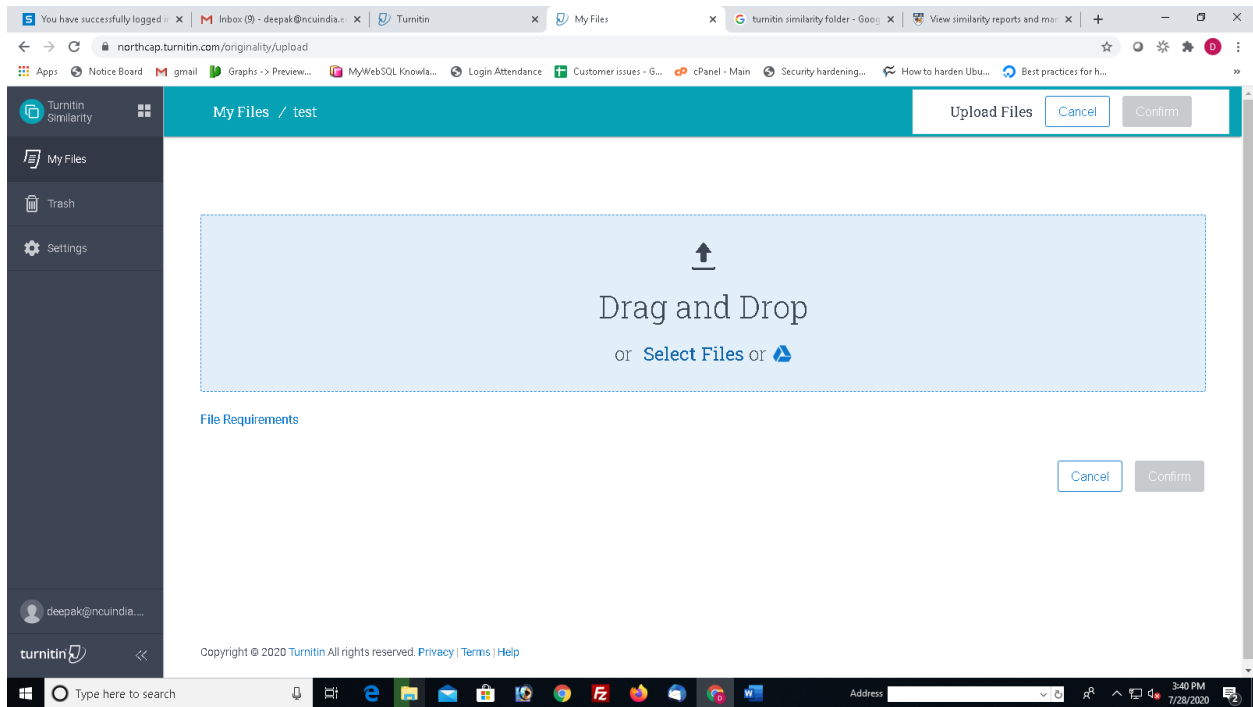 You have successfully logged in
Inbox (9) - deepak@ncuindia.e
Turnitin
My Files
turnitin similarity folder - Goog
View similarity reports and mar
northcap.turnitin.com/originality/upload
Apps
Notice Board
gmail
Graphs -> Preview...
MyWebSQL Knowla...
Login Attendance
Customer issues - G...
cPanel - Main
Security hardening...
How to harden Ubu...
Best practices for h...
Turnitin
Similarity
My Files / test
Upload Files
Cancel
Confirm
My Files
Trash
Settings
Drag and Drop
or Select Files or
File Requirements
Cancel
Confirm
deepak@ncuindia....
turnitin
Copyright © 2020 Turnitin All rights reserved. Privacy | Terms | Help
Type here to search
Address
3:40 PM
7/28/2020